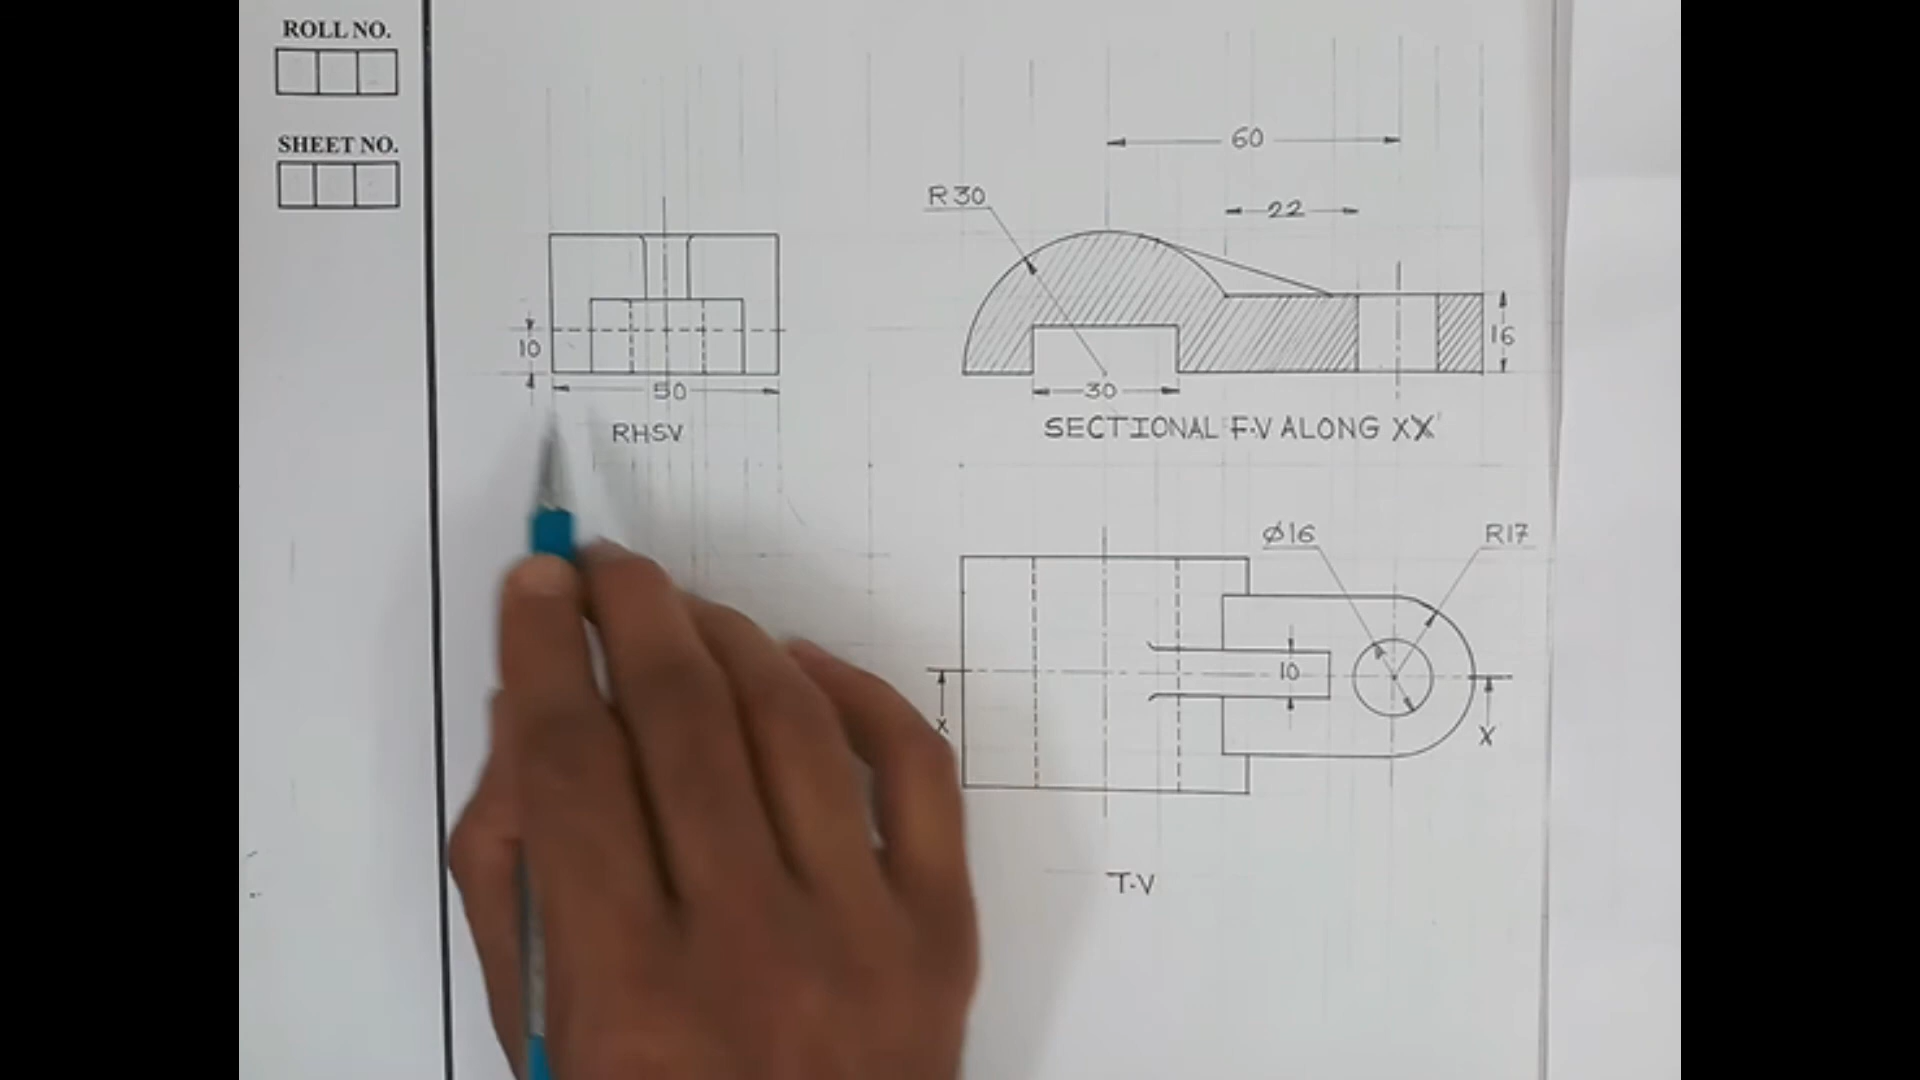 ROLL NO.
SHEET NO.
60
R30
22
10
16
50
30
RHSV
SECTIONAL F.V ALONG XX'
Ø16
R17
10
X
X
T.V